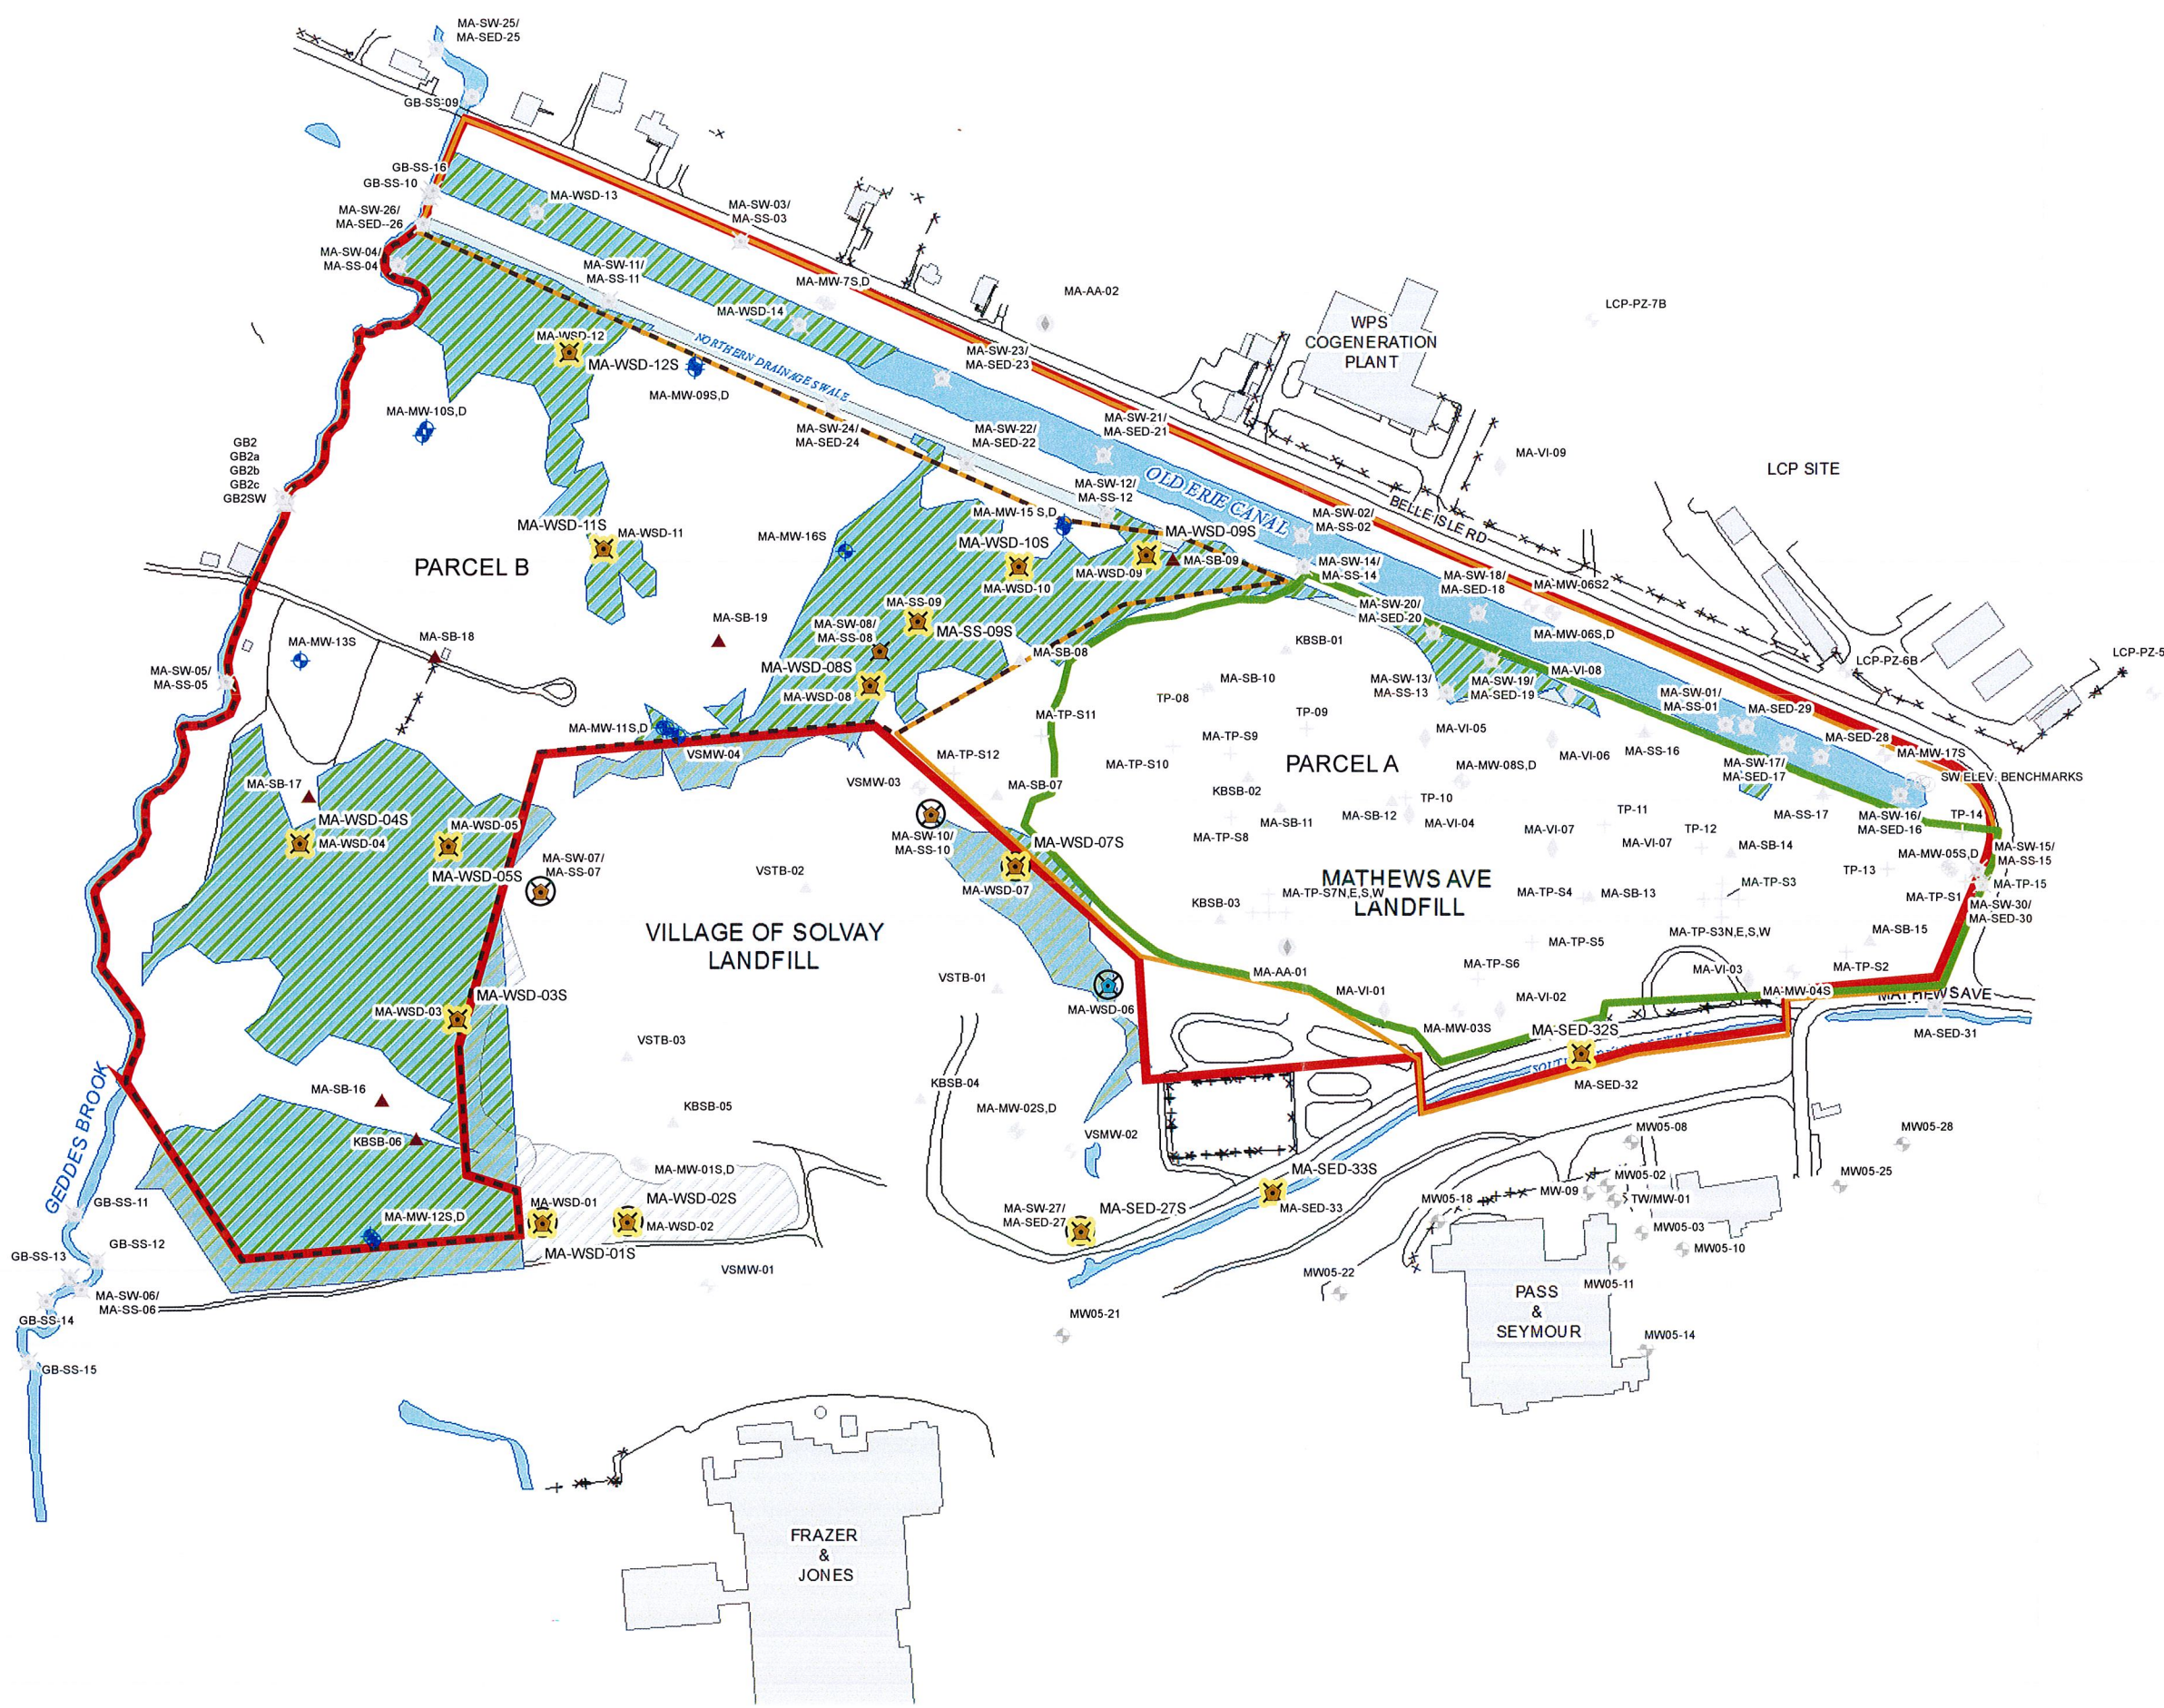 MA-SW-25/
MA-SED-25
GB-SS-09
GB-SS-16
GB-SS-10
MA-WSD-13
MA-SW-26/
MA-SED--26
MA-SW-03/
MA-SS-03
MA-SW-04/
MA-SS-04
MA-SW-11/
MA-SS-11
MA-MW-7S,D
MA-AA-02
LCP-PZ-7B
MA-WSD-14
WPS
COGENERATION
PLANT
MA-WSD-12
MA-WSD-12S
NORTHERN DRAINAGE SWALE
MA-SW-23/
MA-SED-23
MA-MW-09S,D
MA-MW-10S,D
MA-SW-24/
MA-SED-24
MA-SW-22/
MA-SED-22
MA-SW-21/
MA-SED-21
GB2
GB2a
GB2b
GB2c
GB2SW
MA-VI-09
LCP SITE
OLD ERIE CANAL
MA-SW-12/
MA-SS-12
BELLE ISLE RD
MA-MW-15 S,D
MA-SW-02/
MA-SS-02
MA-WSD-11S
MA-WSD-11
MA-MW-16S
MA-WSD-10S
MA-WSD-09S
PARCEL B
MA-WSD-09
MA-SB-09
MA-WSD-10
MA-SW-14/
MA-SS-14
MA-SW-18/
MA-SED-18
MA-MW-06S2
MA-SS-09
MA-SW-20/
MA-SED-20
MA-SB-19
MA-SW-08/
MA-SS-08
MA-SS-09S
MA-MW-06S,D
MA-SB-18
MA-MW-13S
KBSB-01
MA-SB-08
LCP-PZ-5
LCP-PZ-6B
MA-SW-05/
MA-SS-05
MA-WSD-08S
MA-WSD-08
MA-SB-10
MA-SW-13/
MA-SS-13
MA-SW-19/
MA-SED-19
MA-VI-08
TP-08
MA-SW-01/
MA-SS-01
MA-SED-29
MA-TP-S11
TP-09
MA-MW-11S,D
MA-VI-05
MA-TP-S9
MA-SED-28
VSMW-04
MA-TP-S12
MA-TP-S10
PARCEL A
MA-MW-08S,D
MA-VI-06
MA-SS-16
MA-SW-17/
MA-SED-17
MA-MW-17S
SW ELEV. BENCHMARKS
MA-SB-17
VSMW-03
MA-SB-07
KBSB-02
TP-10
MA-WSD-04S
MA-WSD-04
MA-WSD-05
MA-SW-10/
MA-SS-10
MA-SB-11
MA-SB-12
MA-VI-04
TP-11
MA-SS-17
MA-SW-16/
MA-SED-16
TP-14
MA-TP-S8
MA-VI-07
TP-12
MA-WSD-07S
MA-VI-07
MA-SB-14
MA-MW-05S,D
MA-SW-15/
MA-SS-15
MA-SW-07/
MA-SS-07
MA-WSD-05S
VSTB-02
MA-WSD-07
MATHEWS AVE
LANDFILL
MA-TP-S7N,E,S,W
MA-TP-S4
MA-SB-13
MA-TP-S3
TP-13
MA-TP-15
MA-TP-S1
KBSB-03
MA-SW-30/
MA-SED-30
VILLAGE OF SOLVAY
LANDFILL
MA-TP-S5
MA-TP-S3N,E,S,W
MA-SB-15
VSTB-01
MA-AA-01
MA-TP-S6
MA-VI-03
MA-TP-S2
MA-WSD-03S
MA-WSD-03
MA-WSD-06
MA-VI-01
MA-VI-02
MA-MW-04S
MATHEWS AVE
VSTB-03
MA-MW-03S
MA-SED-32S
MA-SED-31
MA-SED-32
GEDDES BROOK
MA-SB-16
KBSB-04
KBSB-05
MA-MW-02S,D
KBSB-06
VSMW-02
MW05-08
MW05-28
MA-MW-01S,D
MA-SED-33S
MW05-02
MW05-25
MA-WSD-01
MA-WSD-02S
MA-WSD-02
MA-SW-27/
MA-SED-27
MA-SED-27S
MA-SED-33
MW05-18
MW-09
TW/MW-01
GB-SS-11
MA-MW-12S,D
MW05-03
GB-SS-13
GB-SS-12
MA-WSD-01S
MW05-10
VSMW-01
MW05-22
MW05-11
MA-SW-06/
MA-SS-06
PASS
&
SEYMOUR
GB-SS-14
MW05-21
MW05-14
GB-SS-15
FRAZER
&
JONES